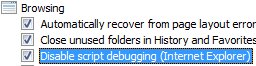 Browsing
Automatically recover from page layout error
Close unused folders in History and Favorites
Disable script debugging (Internet Explorer)